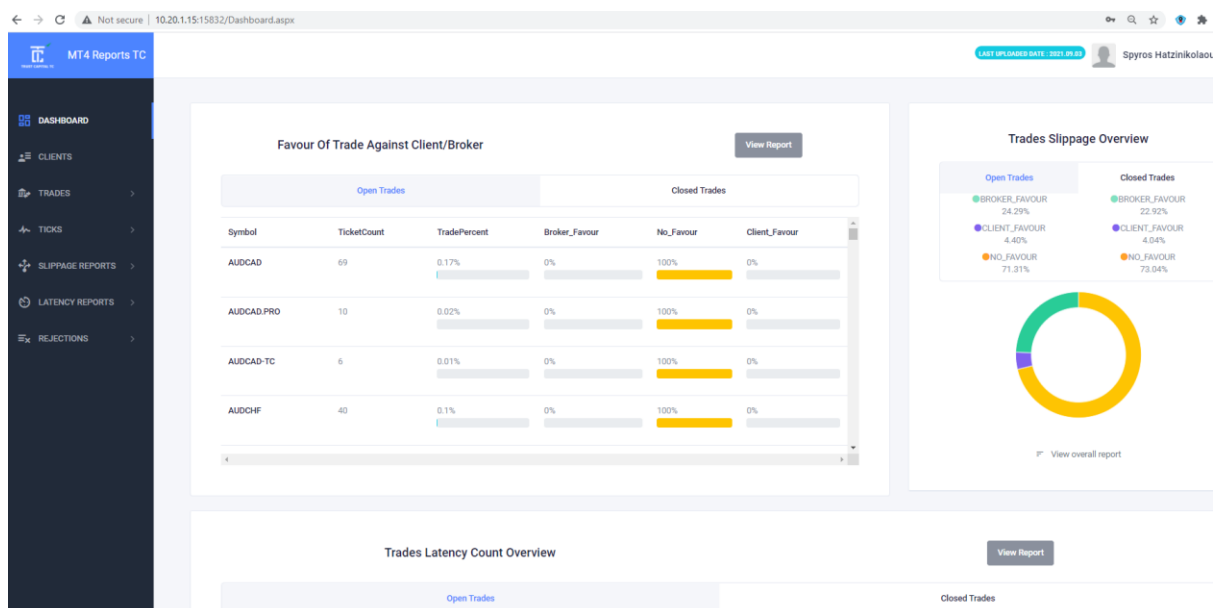 Not secure | 10.20.1.15:15832/Dashboard.aspx
TC
MT4 Reports TC
LAST UPLOADED DATE : 2021.09.03
Spyros Hatzinikolaou
DASHBOARD
CLIENTS
TRADES
TICKS
SLIPPAGE REPORTS
LATENCY REPORTS
REJECTIONS
Favour Of Trade Against Client/Broker
View Report
Open Trades
Closed Trades
Symbol TicketCount TradePercent Broker_Favour No_Favour Client_Favour
AUDCAD 69 0.17% 0% 100% 0%
AUDCAD.PRO 10 0.02% 0% 100% 0%
AUDCAD-TC 6 0.01% 0% 100% 0%
AUDCHF 40 0.1% 0% 100% 0%
Trades Slippage Overview
Open Trades Closed Trades
BROKER_FAVOUR BROKER_FAVOUR
24.29% 22.92%
CLIENT_FAVOUR CLIENT_FAVOUR
4.40% 4.04%
NO_FAVOUR NO_FAVOUR
71.31% 73.04%
View overall report
Trades Latency Count Overview
View Report
Open Trades
Closed Trades